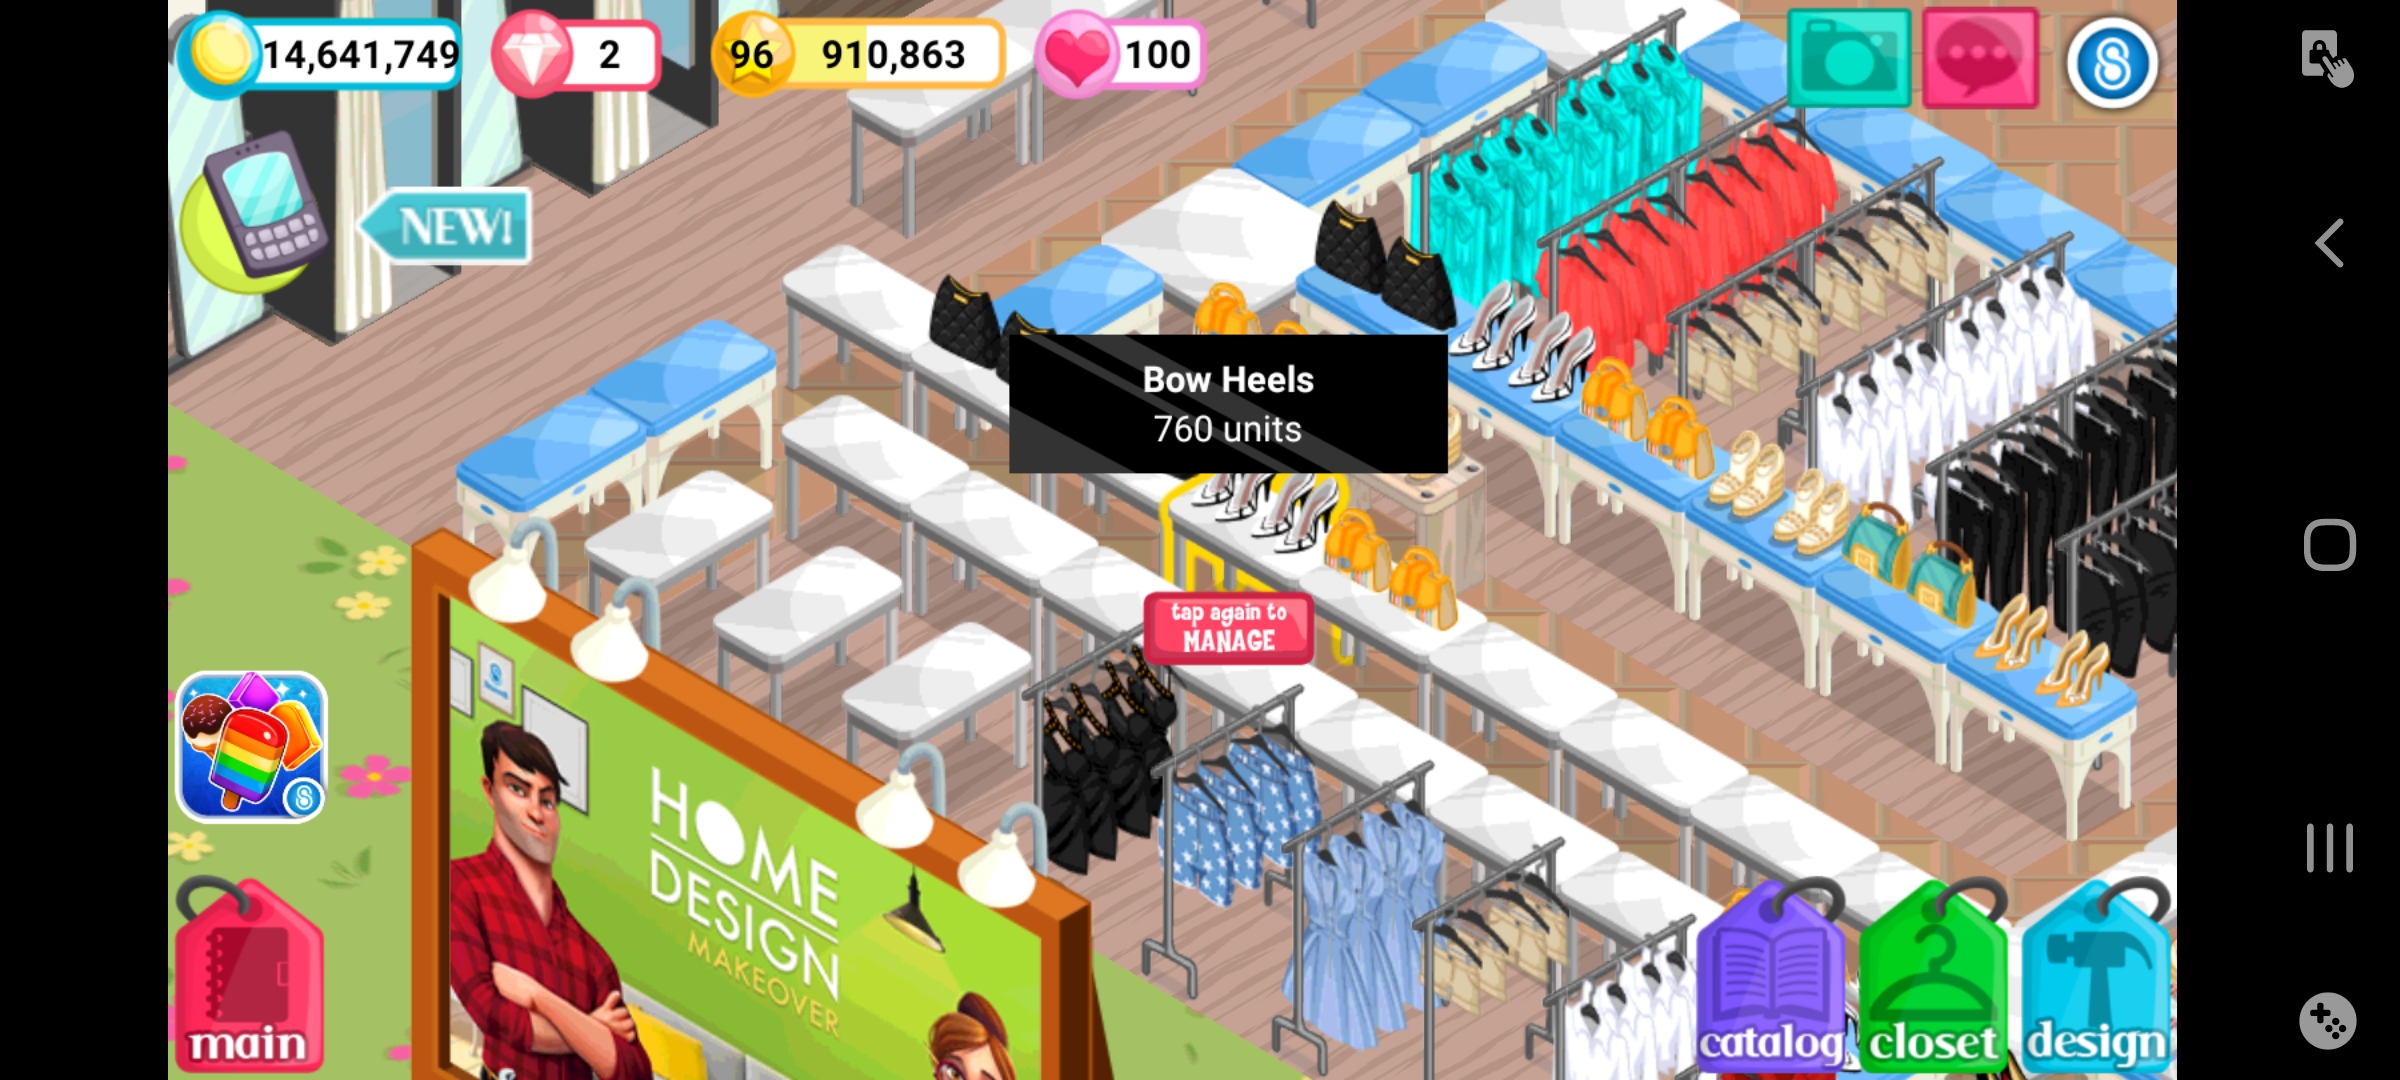 14,641,749
2
96
910,863
100
NEW!
Bow Heels
760 units
tap again to
MANAGE
HOME
DESIGN
MAKEOVER
main
catalog
closet
design